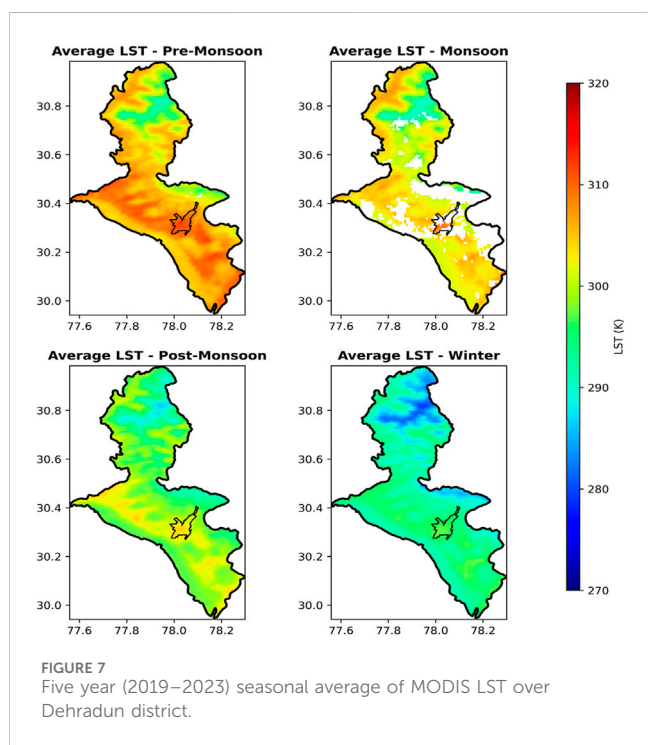 Average LST - Pre-Monsoon
Average LST - Monsoon
30.8
30.6
30.4
30.2
30.0
77.6 77.8 78.0 78.2
30.8
30.6
30.4
30.2
30.0
77.6 77.8 78.0 78.2
Average LST - Post-Monsoon
Average LST - Winter
30.8
30.6
30.4
30.2
30.0
77.6 77.8 78.0 78.2
30.8
30.6
30.4
30.2
30.0
77.6 77.8 78.0 78.2
320
310
300
290
280
270
LST (K)
FIGURE 7
Five year (2019–2023) seasonal average of MODIS LST over
Dehradun district.